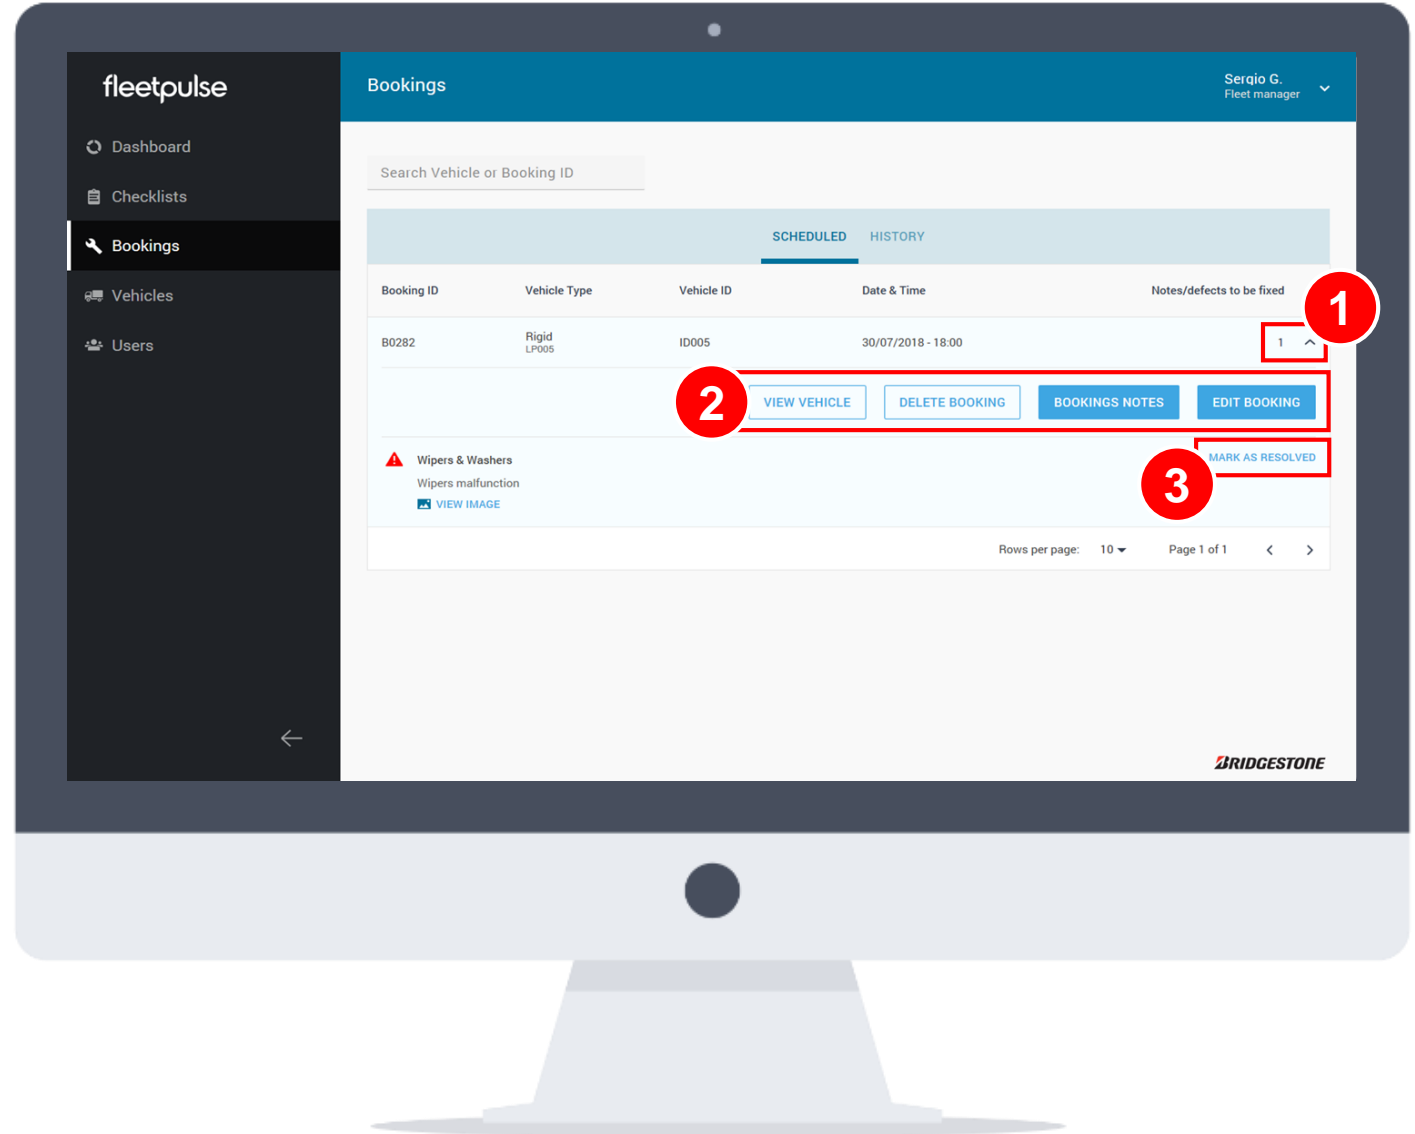 fleetpulse
Bookings
Sergio G.
Fleet manager
Dashboard
Checklists
Bookings
Vehicles
Users
Search Vehicle or Booking ID
SCHEDULED HISTORY
Booking ID Vehicle Type Vehicle ID Date & Time Notes/defects to be fixed
1
B0282 Rigid ID005 30/07/2018 - 18:00 1
LP005
2 VIEW VEHICLE DELETE BOOKING BOOKINGS NOTES EDIT BOOKING
Wipers & Washers MARK AS RESOLVED
3
Wipers malfunction
VIEW IMAGE
Rows per page: 10 Page 1 of 1
BRIDGESTONE